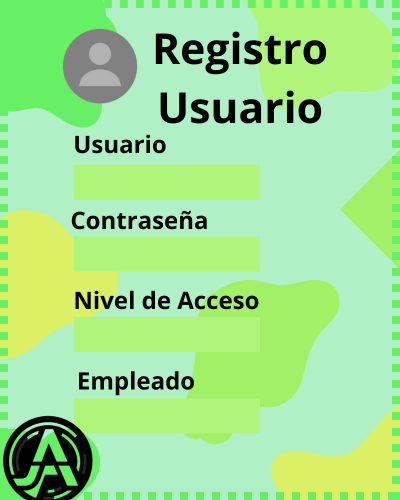 Registro
Usuario
Usuario
Contraseña
Nivel de Acceso
Empleado